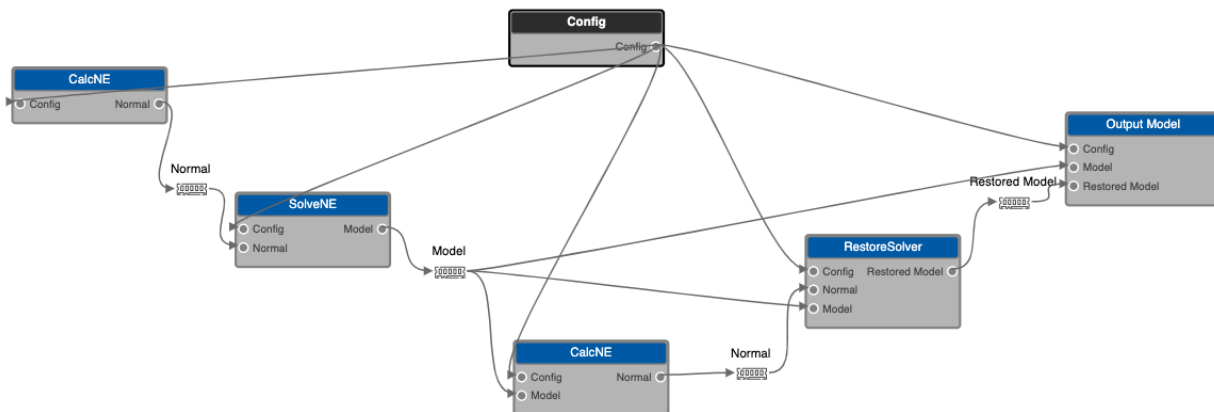 Config
Config
CalcNE
Config Normal
Normal
SolveNE
Config Model
Normal
Model
CalcNE
Config Normal
Model
Normal
RestoreSolver
Config Restored Model
Normal
Model
Restored Model
Output Model
Config
Model
Restored Model